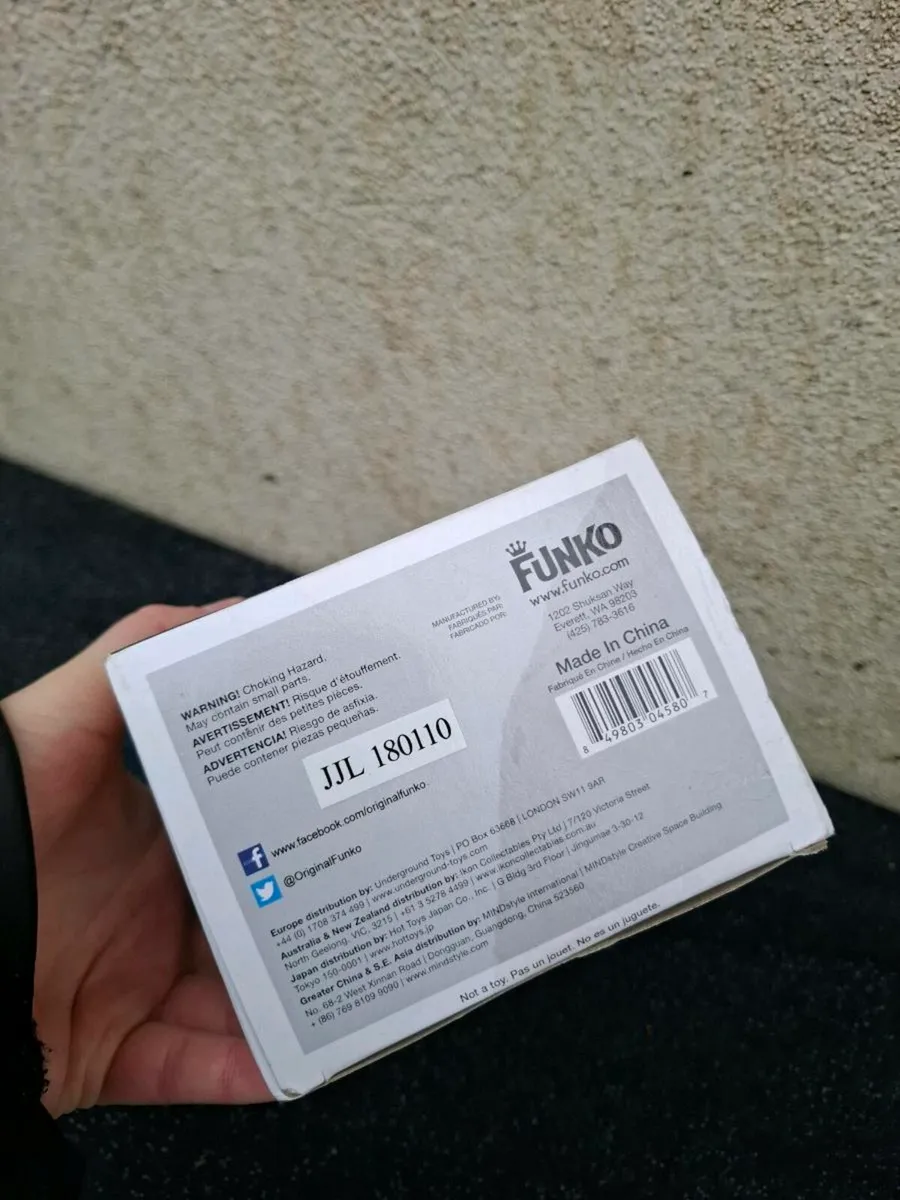 FUNKO
www.funko.com
MANUFACTURED BY:
FABRIQUÉS PAR:
FABRICADO POR:
1202 Shuksan Way
Everett, WA 98203
(425) 783-3616
Made In China
Fabriqué En Chine / Hecho En China
8 49803 04580 7
WARNING! Choking Hazard.
May contain small parts.
AVERTISSEMENT! Risque d'étouffement.
Peut contenir des petites pièces.
ADVERTENCIA! Riesgo de asfixia.
Puede contener piezas pequeñas.
JJL 180110
www.facebook.com/originalfunko
@OriginalFunko
Europe distribution by: Underground Toys | PO Box 63668 | LONDON SW11 9AR
+44 (0) 1708 374 499 | www.underground-toys.com
Australia & New Zealand distribution by: Ikon Collectables Pty Ltd | 7/120 Victoria Street
North Geelong, VIC, 3215 | +61 3 5278 4499 | www.ikoncollectables.com.au
Japan distribution by: Hot Toys Japan Co., Inc. | G Bldg 3rd Floor | Jingumae 3-30-12
Tokyo 150-0001 | www.hottoys.jp
Greater China & S.E. Asia distribution by: MINDstyle International | MINDstyle Creative Space Building
No. 68-2 West Xinnan Road | Dongguan, Guangdong, China 523560
+ (86) 769 8109 9090 | www.mindstyle.com
Not a toy. Pas un jouet. No es un juguete.